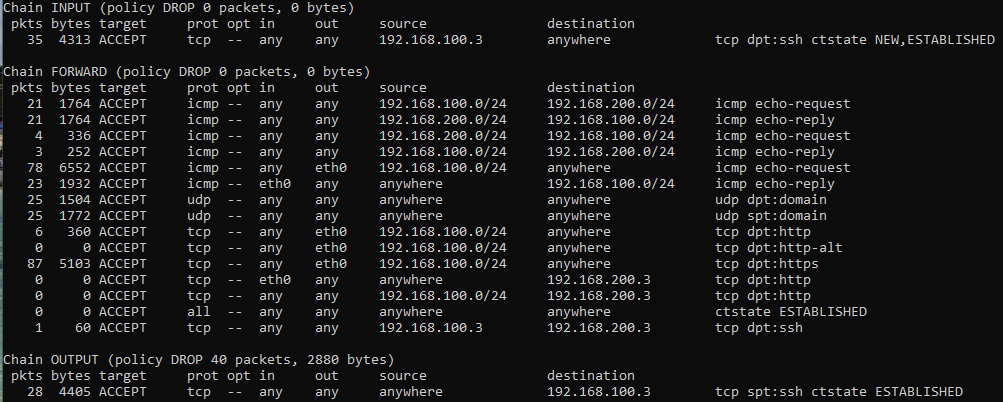 Chain INPUT (policy DROP 0 packets, 0 bytes)
pkts bytes target prot opt in out source destination
35 4313 ACCEPT tcp -- any any 192.168.100.3 anywhere tcp dpt:ssh ctstate NEW,ESTABLISHED
Chain FORWARD (policy DROP 0 packets, 0 bytes)
pkts bytes target prot opt in out source destination
21 1764 ACCEPT icmp -- any any 192.168.100.0/24 192.168.200.0/24 icmp echo-request
21 1764 ACCEPT icmp -- any any 192.168.200.0/24 192.168.100.0/24 icmp echo-reply
4 336 ACCEPT icmp -- any any 192.168.200.0/24 192.168.100.0/24 icmp echo-request
3 252 ACCEPT icmp -- any any 192.168.100.0/24 192.168.200.0/24 icmp echo-reply
78 6552 ACCEPT icmp -- any eth0 192.168.100.0/24 anywhere icmp echo-request
23 1932 ACCEPT icmp -- eth0 any anywhere 192.168.100.0/24 icmp echo-reply
25 1504 ACCEPT udp -- any any anywhere anywhere udp dpt:domain
25 1772 ACCEPT udp -- any any anywhere anywhere udp spt:domain
6 360 ACCEPT tcp -- any eth0 192.168.100.0/24 anywhere tcp dpt:http
0 0 ACCEPT tcp -- any eth0 192.168.100.0/24 anywhere tcp dpt:http-alt
87 5103 ACCEPT tcp -- any eth0 192.168.100.0/24 anywhere tcp dpt:https
0 0 ACCEPT tcp -- eth0 any anywhere 192.168.200.3 tcp dpt:http
0 0 ACCEPT tcp -- any any 192.168.100.0/24 192.168.200.3 tcp dpt:http
0 0 ACCEPT all -- any any anywhere anywhere ctstate ESTABLISHED
1 60 ACCEPT tcp -- any any 192.168.100.3 192.168.200.3 tcp dpt:ssh
Chain OUTPUT (policy DROP 40 packets, 2880 bytes)
pkts bytes target prot opt in out source destination
28 4405 ACCEPT tcp -- any any anywhere 192.168.100.3 tcp spt:ssh ctstate ESTABLISHED